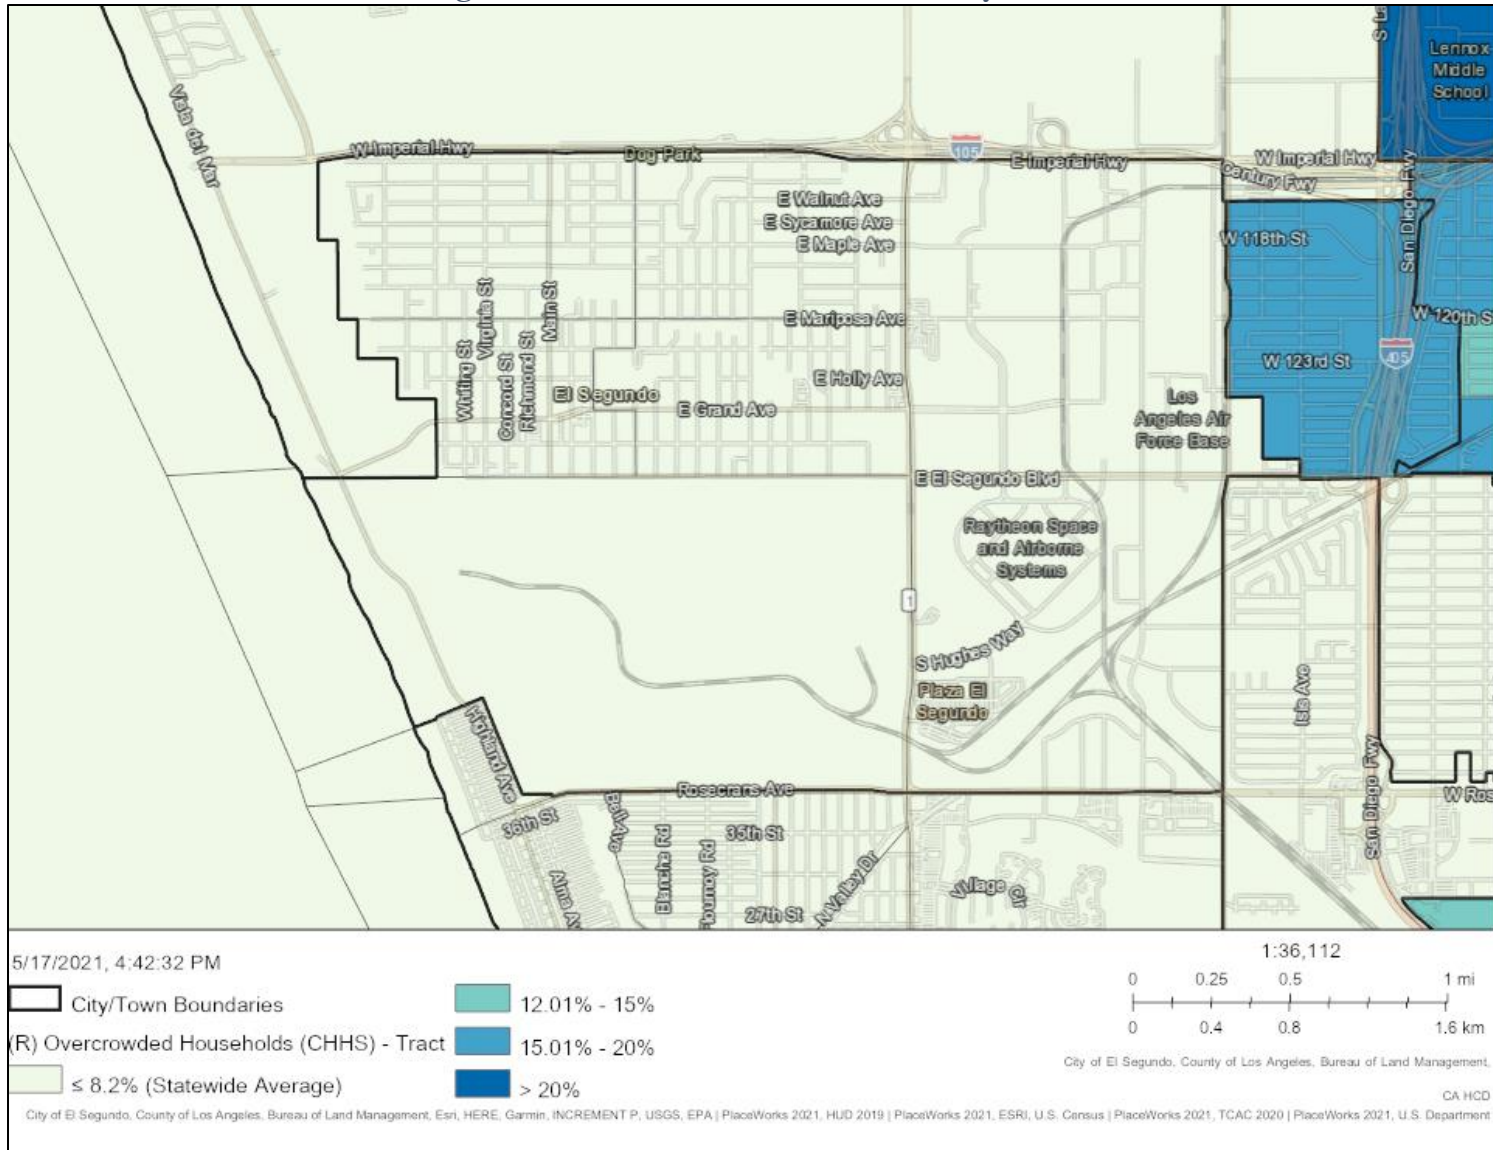 Lennox
Middle
School
Vista del Mar
W Imperial Hwy
Dog Park
105
E Imperial Hwy
W Imperial Hwy
Century Fwy
San Diego Fwy
E Walnut Ave
E Sycamore Ave
E Maple Ave
W 118th St
Virginia St
Main St
E Mariposa Ave
W 120th S
Whiting St
Concord St
Richmond St
W 123rd St
405
E Holly Ave
El Segundo
E Grand Ave
Los
Angeles Air
Force Base
E El Segundo Blvd
Raytheon Space
and Airborne
Systems
1
S Hughes Way
Plaza El
Segundo
Isis Ave
Highland Ave
San Diego Fwy
Rosecrans Ave
W Ros
36th St
Bell Ave
Blanche Rd
Flournoy Rd
35th St
27th St
N Valley Dr
Village Cir
Alma Av
5/17/2021, 4:42:32 PM
City/Town Boundaries
(R) Overcrowded Households (CHHS) - Tract
≤ 8.2% (Statewide Average)
12.01% - 15%
15.01% - 20%
> 20%
1:36,112
0 0.25 0.5 1 mi
0 0.4 0.8 1.6 km
City of El Segundo, County of Los Angeles, Bureau of Land Management,
CA HCD
City of El Segundo, County of Los Angeles, Bureau of Land Management, Esri, HERE, Garmin, INCREMENT P, USGS, EPA | PlaceWorks 2021, HUD 2019 | PlaceWorks 2021, ESRI, U.S. Census | PlaceWorks 2021, TCAC 2020 | PlaceWorks 2021, U.S. Department